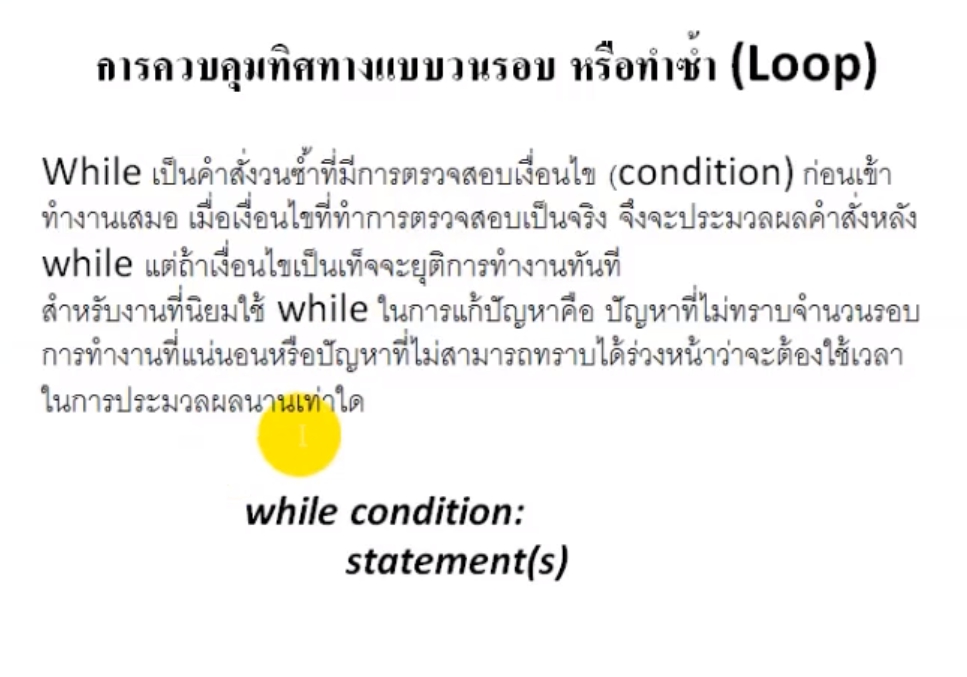 การควบคุมทิศทางแบบวนรอบ หรือทำซ้ำ (Loop)
While เป็นคำสั่งวนซ้ำที่มีการตรวจสอบเงื่อนไข (condition) ก่อนเข้า
ทำงานเสมอ เมื่อเงื่อนไขที่ทำการตรวจสอบเป็นจริง จึงจะประมวลผลคำสั่งหลัง
while แต่ถ้าเงื่อนไขเป็นเท็จจะยุติการทำงานทันที
สำหรับงานที่นิยมใช้ while ในการแก้ปัญหาคือ ปัญหาที่ไม่ทราบจำนวนรอบ
การทำงานที่แน่นอนหรือปัญหาที่ไม่สามารถทราบได้ร่วงหน้าว่าจะต้องใช้เวลา
ในการประมวลผลนานเท่าใด
while condition:
statement(s)